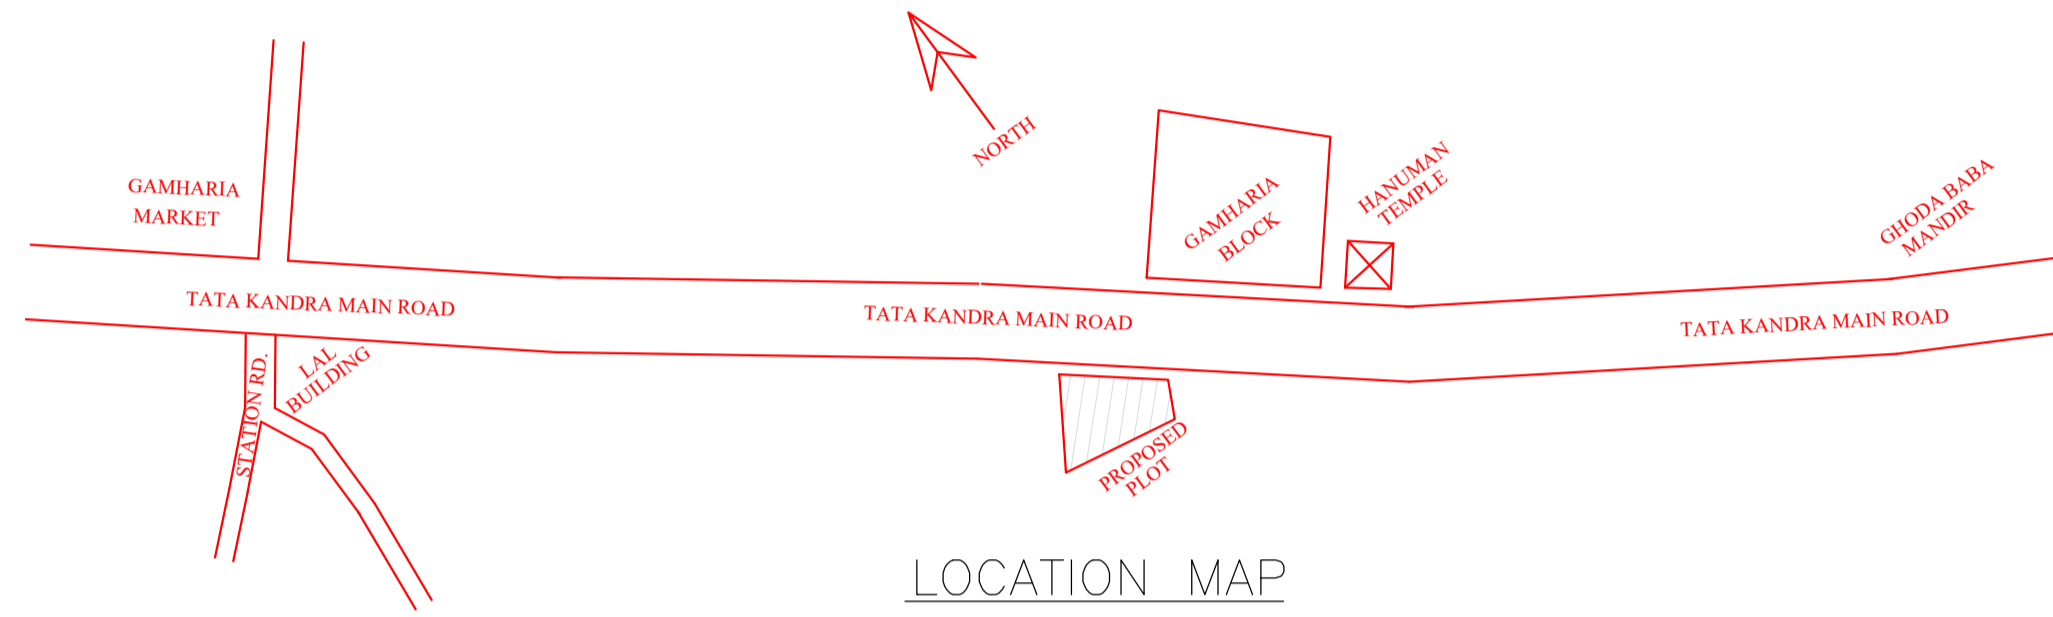 NORTH
GAMHARIA
MARKET
GAMHARIA
BLOCK
HANUMAN
TEMPLE
GHODA BABA
MANDIR
TATA KANDRA MAIN ROAD
TATA KANDRA MAIN ROAD
TATA KANDRA MAIN ROAD
STATION RD.
LAL
BUILDING
PROPOSED
PLOT
LOCATION MAP